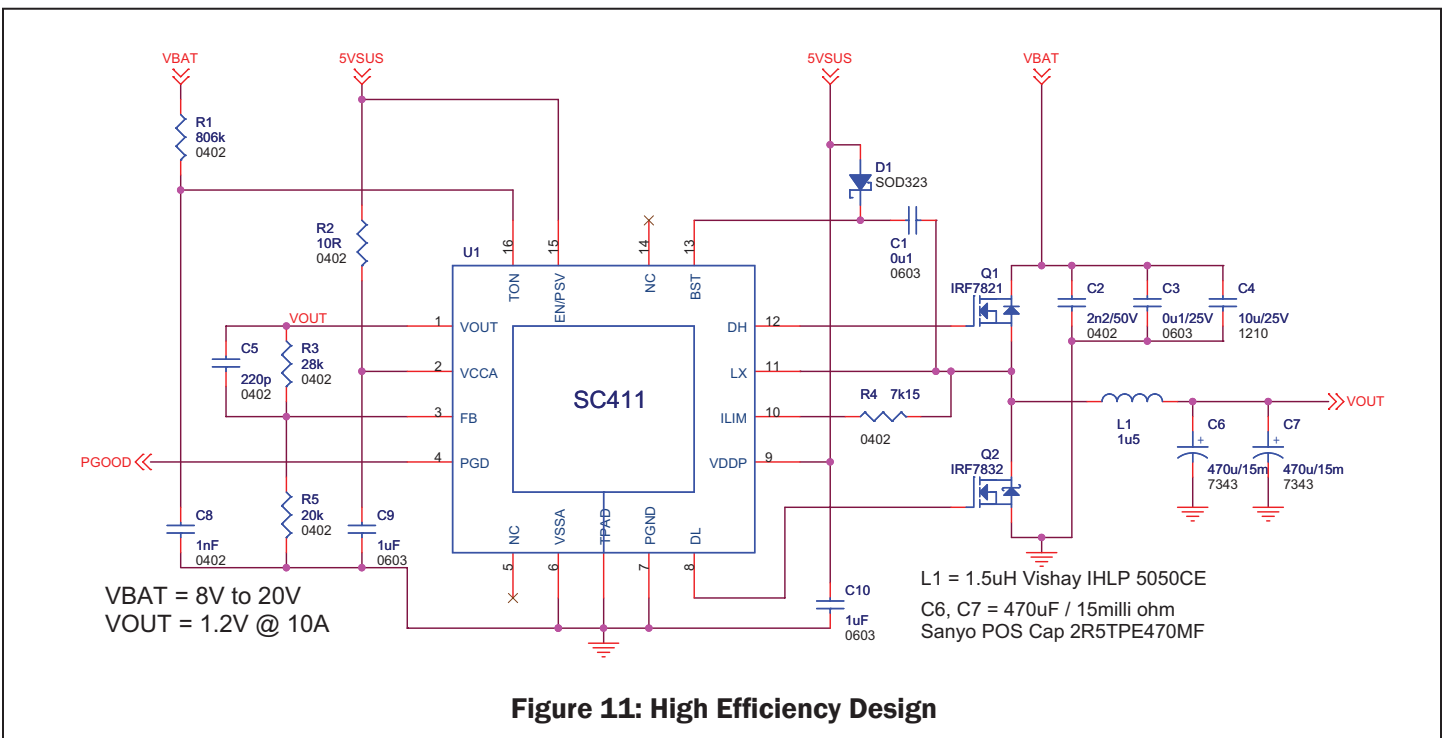 VBAT
5VSUS
5VSUS
VBAT
R1
806k
0402
D1
SOD323
R2
10R
0402
U1
16
15
14
13
C1
0u1
0603
TON
EN/PSV
NC
BST
Q1
IRF7821
C2
2n2/50V
0402
C3
0u1/25V
0603
C4
10u/25V
1210
VOUT
1
VOUT
DH
12
C5
220p
0402
R3
28k
0402
2
VCCA
LX
11
SC411
R4 7k15
0402
3
FB
ILIM
10
L1
1u5
VOUT
C6
470u/15m
7343
C7
470u/15m
7343
PGOOD
4
PGD
VDDP
9
Q2
IRF7832
R5
20k
0402
C8
1nF
0402
C9
1uF
0603
NC
VSSA
TPAD
PGND
DL
5
6
7
8
C10
1uF
0603
VBAT = 8V to 20V
VOUT = 1.2V @ 10A
L1 = 1.5uH Vishay IHLP 5050CE
C6, C7 = 470uF / 15milli ohm
Sanyo POS Cap 2R5TPE470MF
Figure 11: High Efficiency Design